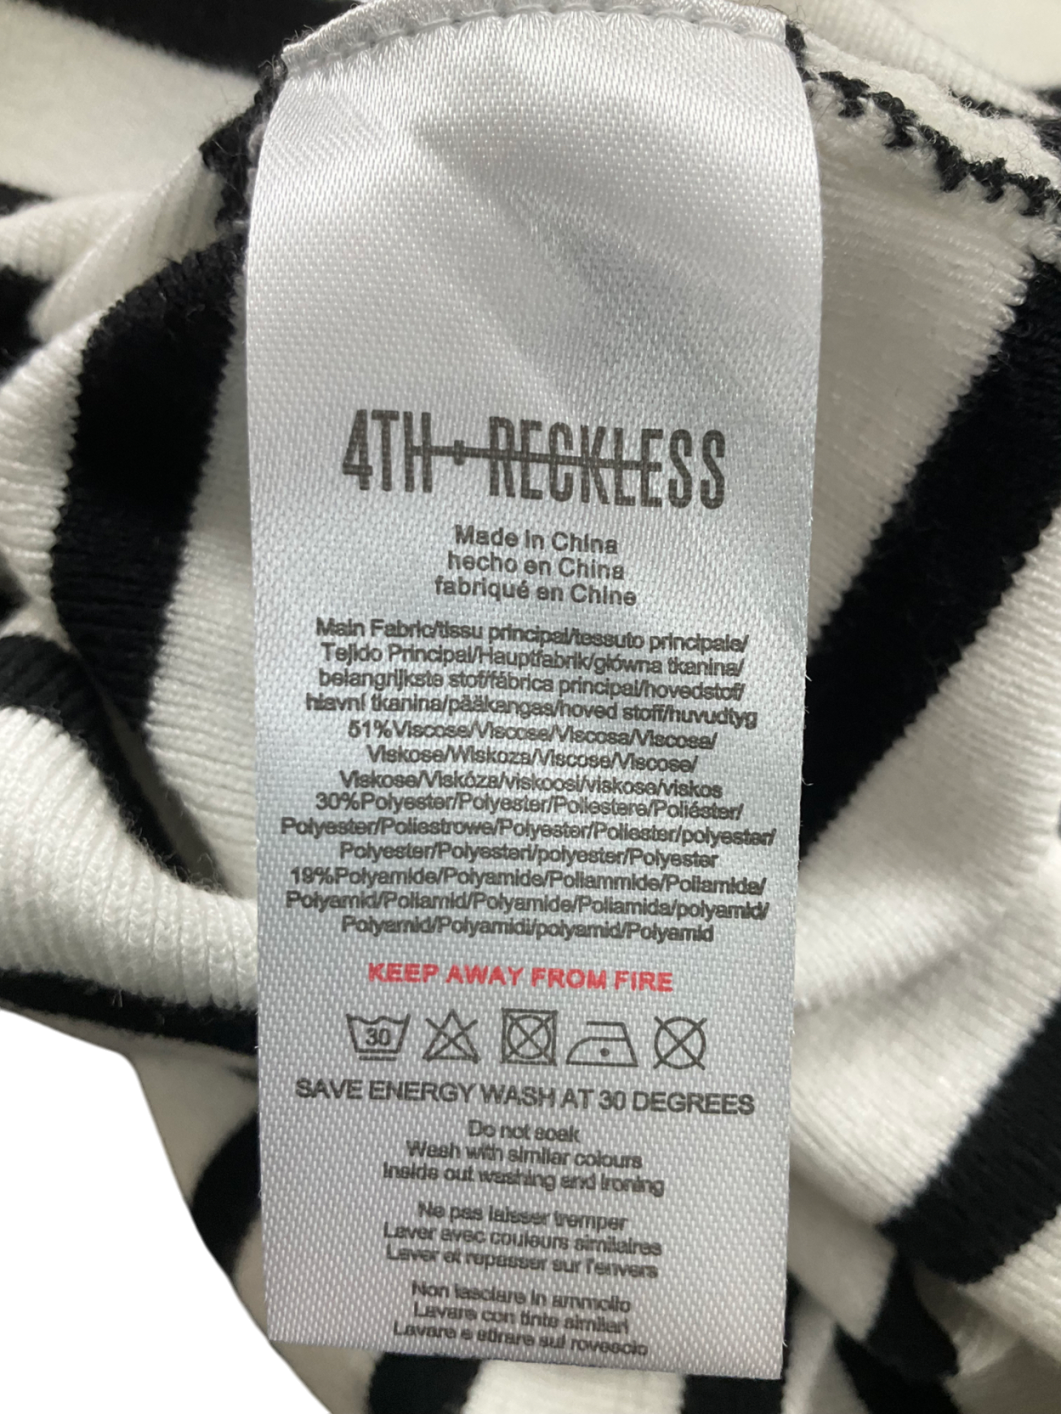 4TH + RECKLESS
Made in China
hecho en China
fabriqué en Chine
Main Fabric/tissu principal/tessuto principale/
Tejido Principal/Hauptfabrik/główna tkanina/
belangrijkste stof/fábrica principal/hovedstof/
hlavní tkanina/pääkangas/hoved stoff/huvudtyg
51%Viscose/Viscose/Viscosa/Viscosa/
Viskose/Wiskoza/Viscose/Viscose/
Viskose/Viskóza/viskoosi/viskose/viskos
30%Polyester/Polyester/Poliestere/Poliéster/
Polyester/Poliestrowe/Polyester/Poliester/polyester/
Polyester/Polyesteri/polyester/Polyester
19%Polyamide/Polyamide/Poliammide/Poliamida/
Polyamid/Poliamid/Polyamide/Poliamida/polyamid/
Polyamid/Polyamidi/polyamid/Polyamid
KEEP AWAY FROM FIRE
30
SAVE ENERGY WASH AT 30 DEGREES
Do not soak
Wash with similar colours
Inside out washing and ironing
Ne pas laisser tremper
Laver avec couleurs similaires
Laver et repasser sur l'envers
Non lasciare in ammollo
Lavare con tinte similari
Lavare e stirare sul rovescio